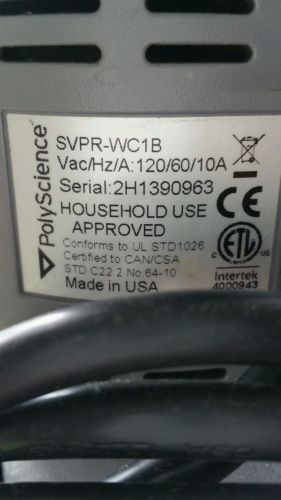 PolyScience
SVPR-WC1B
Vac/Hz/A:120/60/10A
Serial:2H1390963
HOUSEHOLD USE
APPROVED
Conforms to UL STD1026
Certified to CAN/CSA
STD C22.2 No.64-10
Made in USA
CE
C ETL US
Intertek
4000943